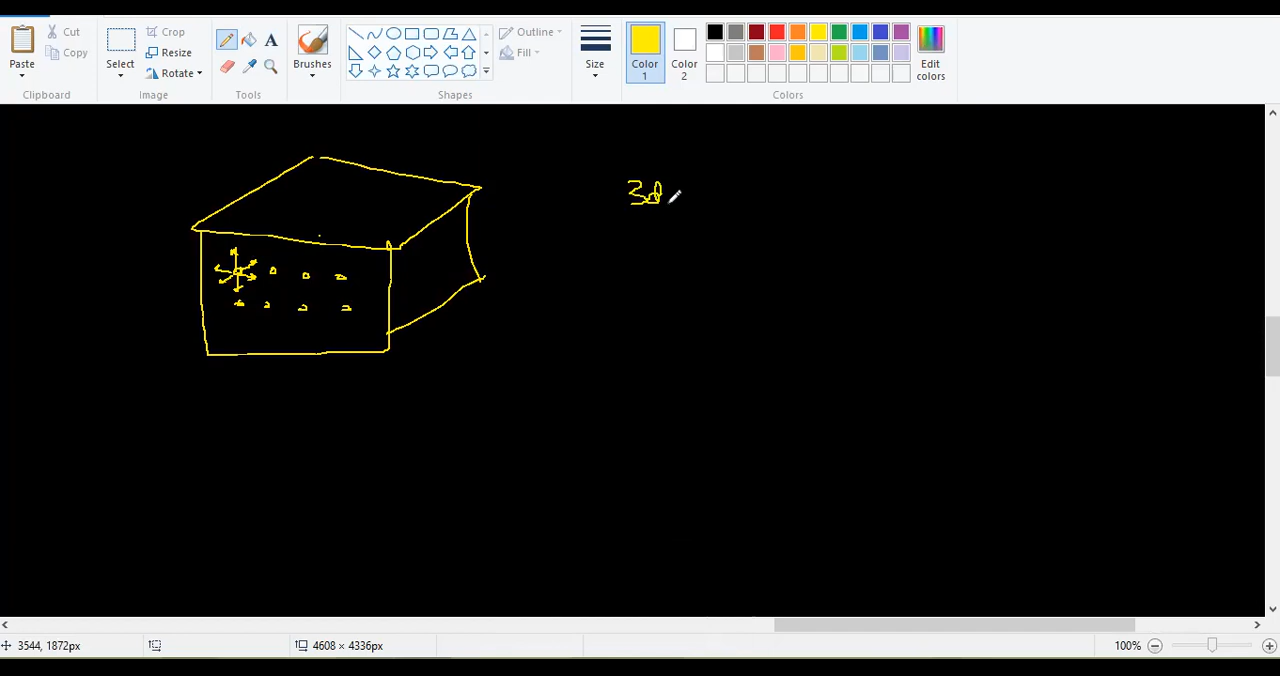 Paste
Cut
Copy
Clipboard
Select
Crop
Resize
Rotate
Image
A
Tools
Brushes
Outline
Fill
Shapes
Size
Color 1
Color 2
Edit colors
Colors
3d
3544, 1872px
4608 × 4336px
100%